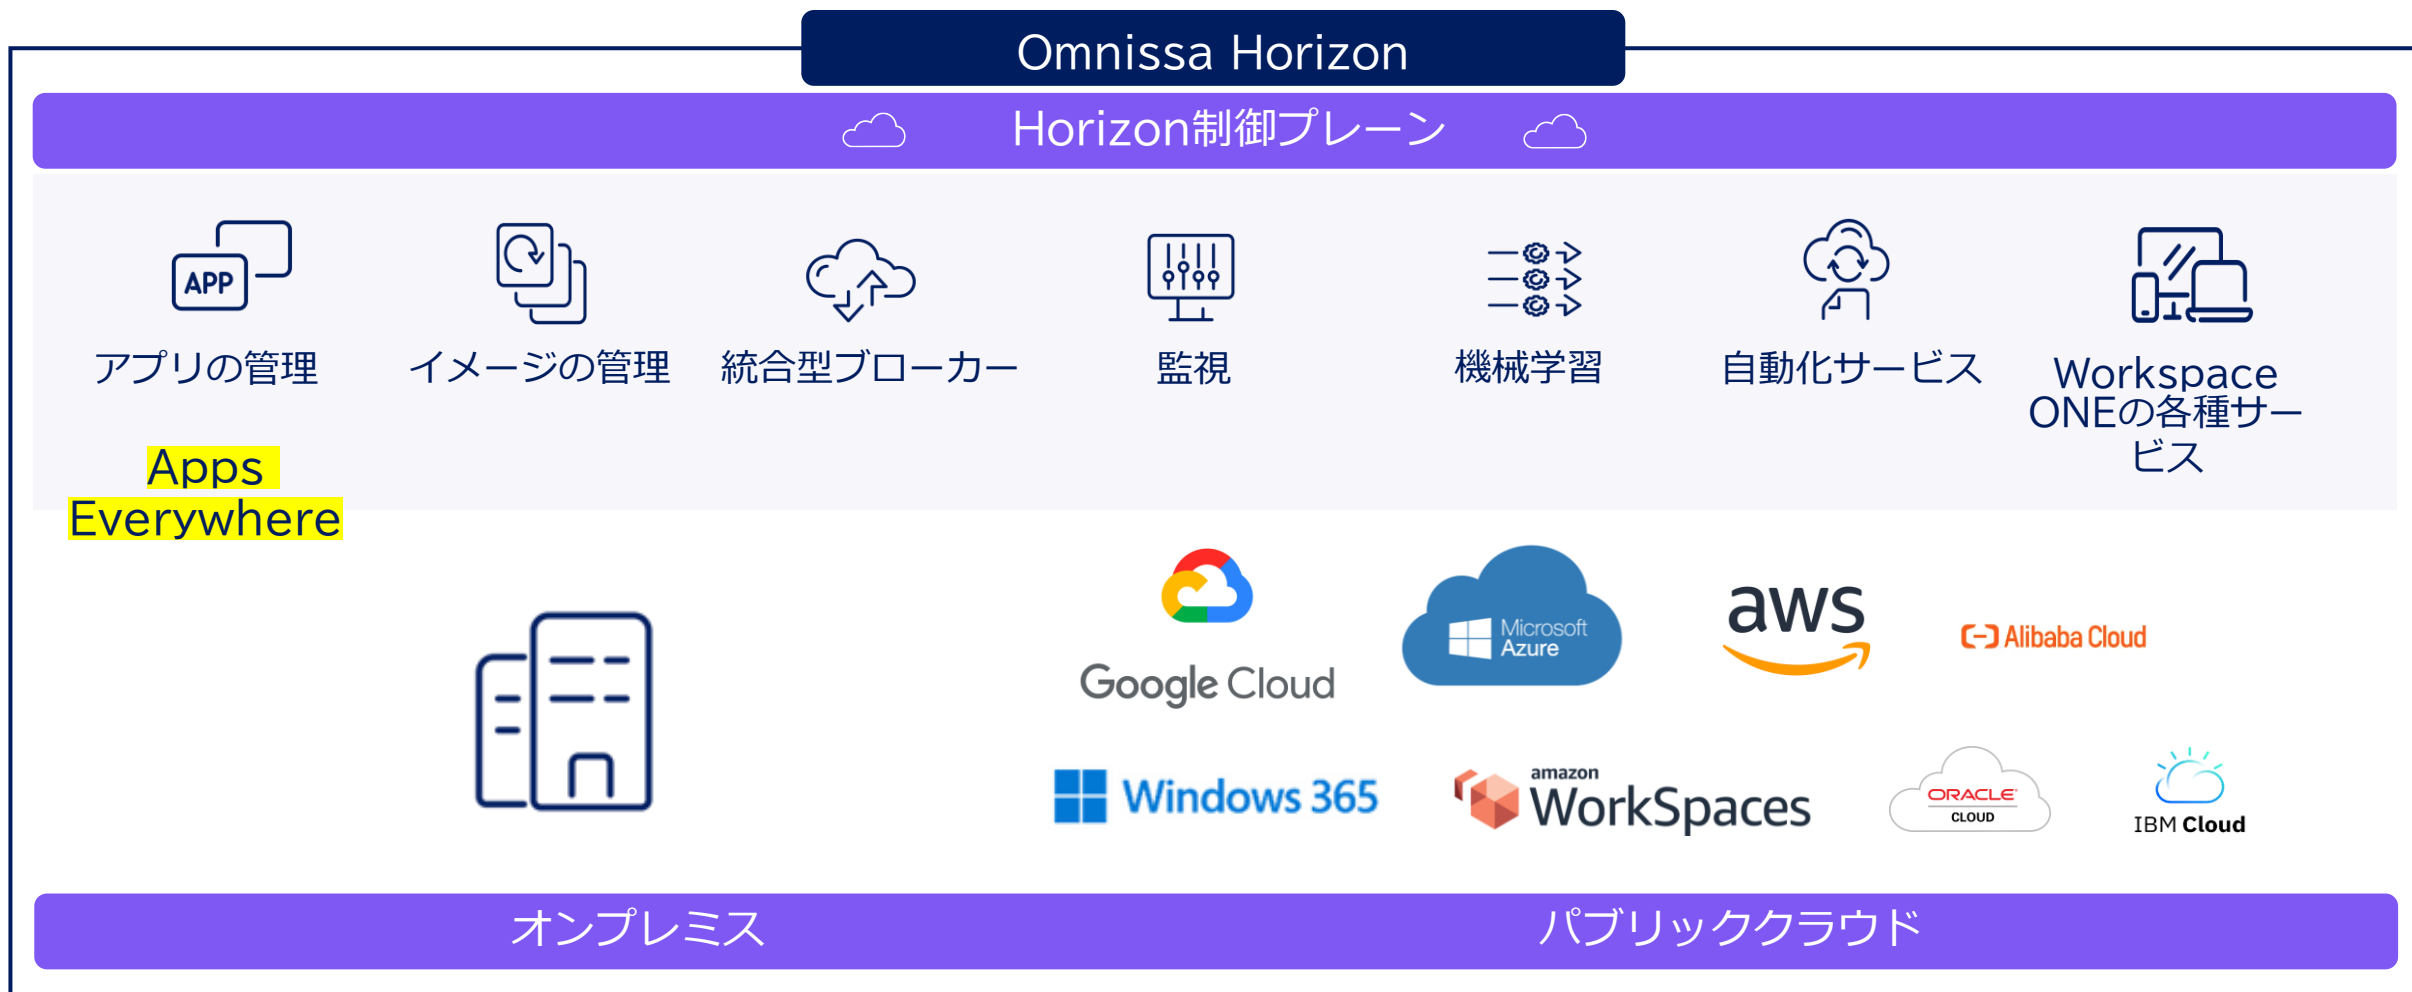 Omnissa Horizon
Horizon制御プレーン
APP
アプリの管理
イメージの管理
統合型ブローカー
監視
機械学習
自動化サービス
Workspace
ONEの各種サー
ビス
Apps
Everywhere
Google Cloud
Microsoft
Azure
aws
Alibaba Cloud
Windows 365
amazon
WorkSpaces
ORACLE
CLOUD
IBM Cloud
オンプレミス
パブリッククラウド